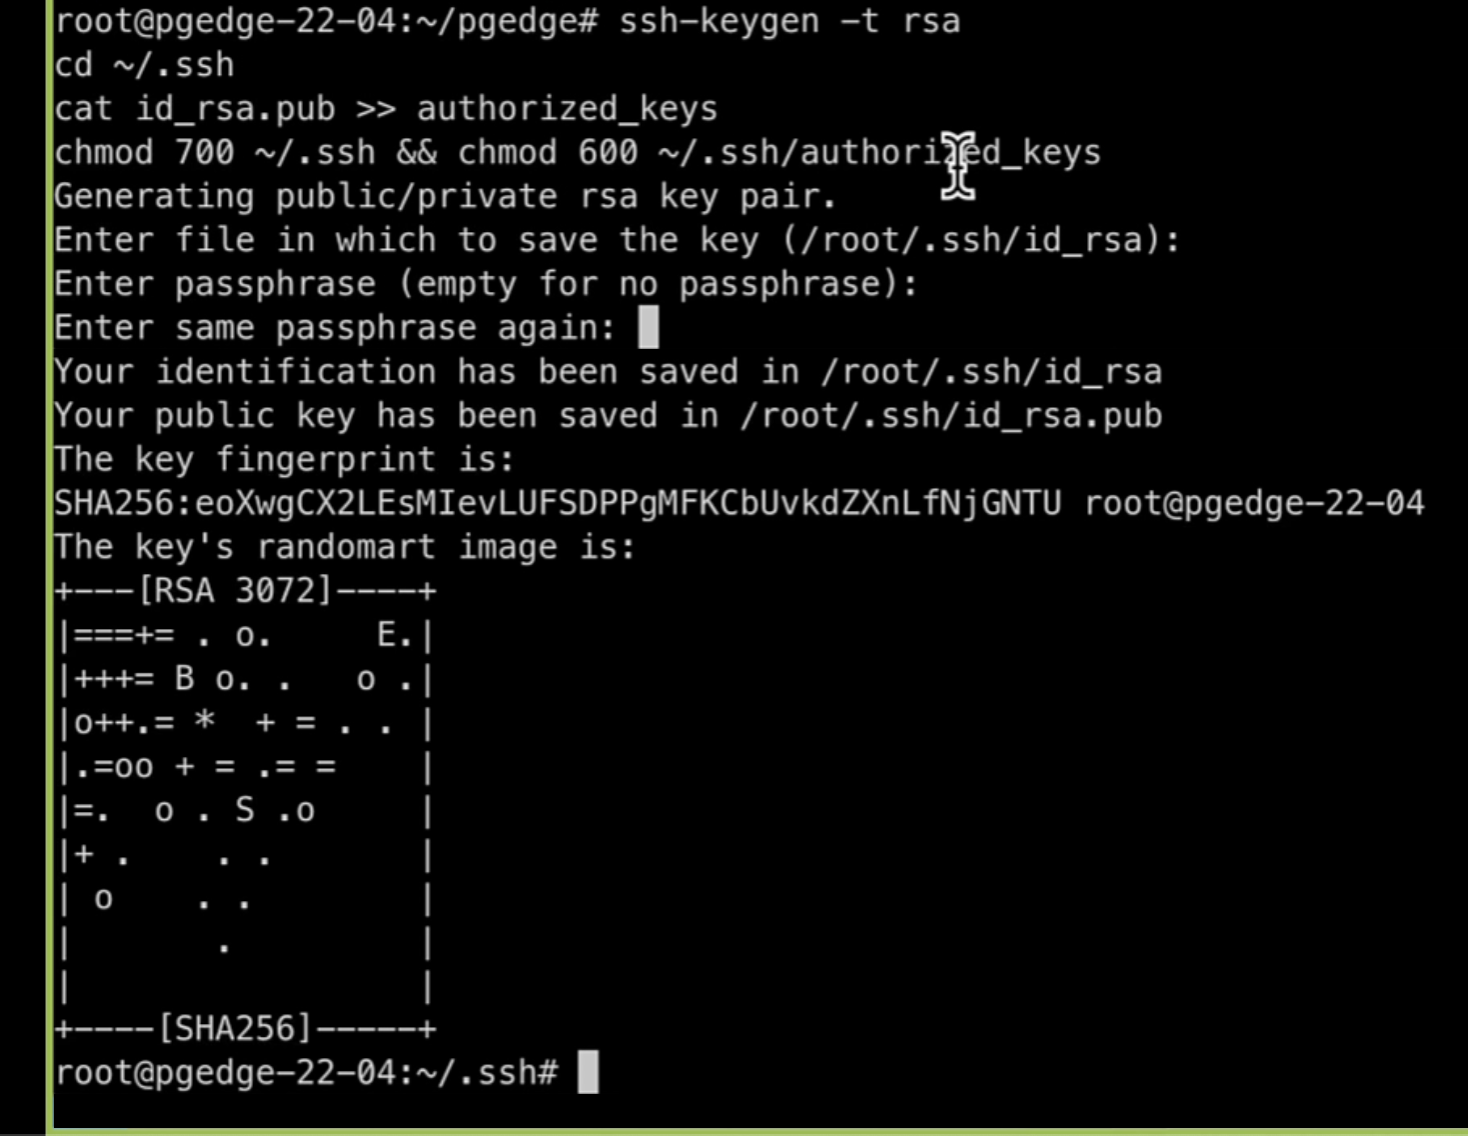 root@pgedge-22-04:~/pgedge# ssh-keygen -t rsa
cd ~/.ssh
cat id_rsa.pub >> authorized_keys
chmod 700 ~/.ssh && chmod 600 ~/.ssh/authorized_keys
Generating public/private rsa key pair.
Enter file in which to save the key (/root/.ssh/id_rsa):
Enter passphrase (empty for no passphrase):
Enter same passphrase again:
Your identification has been saved in /root/.ssh/id_rsa
Your public key has been saved in /root/.ssh/id_rsa.pub
The key fingerprint is:
SHA256:eoXwgCX2LEsMIevLUFSDPPgMFKCbUvkdZXnLfNjGNTU root@pgedge-22-04
The key's randomart image is:
+---[RSA 3072]----+
|===+= . o.     E.|
|+++= B o. .   o .|
|o++.= *  + = . . |
|.=oo + = .= =    |
|=.  o . S .o     |
|+ .    . .       |
| o    . .        |
|       .         |
|                 |
+----[SHA256]-----+
root@pgedge-22-04:~/.ssh#